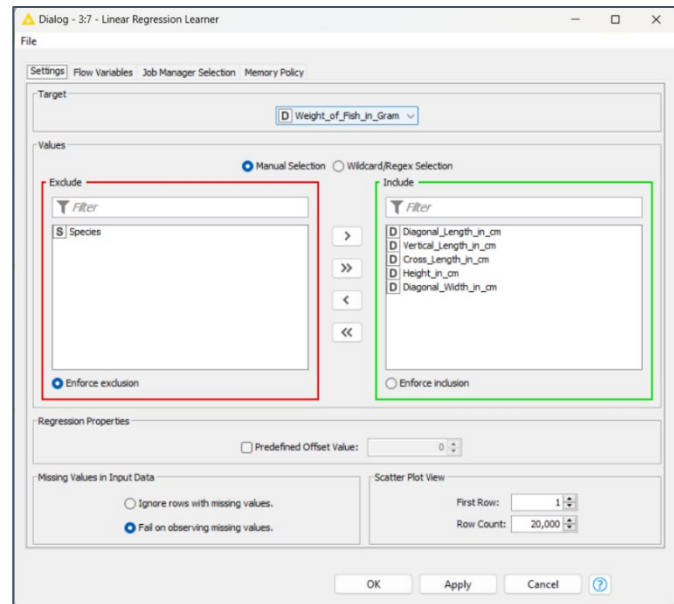 Dialog - 3:7 - Linear Regression Learner
File
Settings Flow Variables Job Manager Selection Memory Policy
Target
D Weight_of_Fish_in_Gram
Values
Manual Selection Wildcard/Regex Selection
Exclude
Include
Filter
Filter
S Species
D Diagonal_Length_in_cm
D Vertical_Length_in_cm
D Cross_Length_in_cm
D Height_in_cm
D Diagonal_Width_in_cm
>
>>
<
<<
Enforce exclusion
Enforce inclusion
Regression Properties
Predefined Offset Value: 0
Missing Values in Input Data
Ignore rows with missing values.
Fail on observing missing values.
Scatter Plot View
First Row: 1
Row Count: 20,000
OK Apply Cancel ?